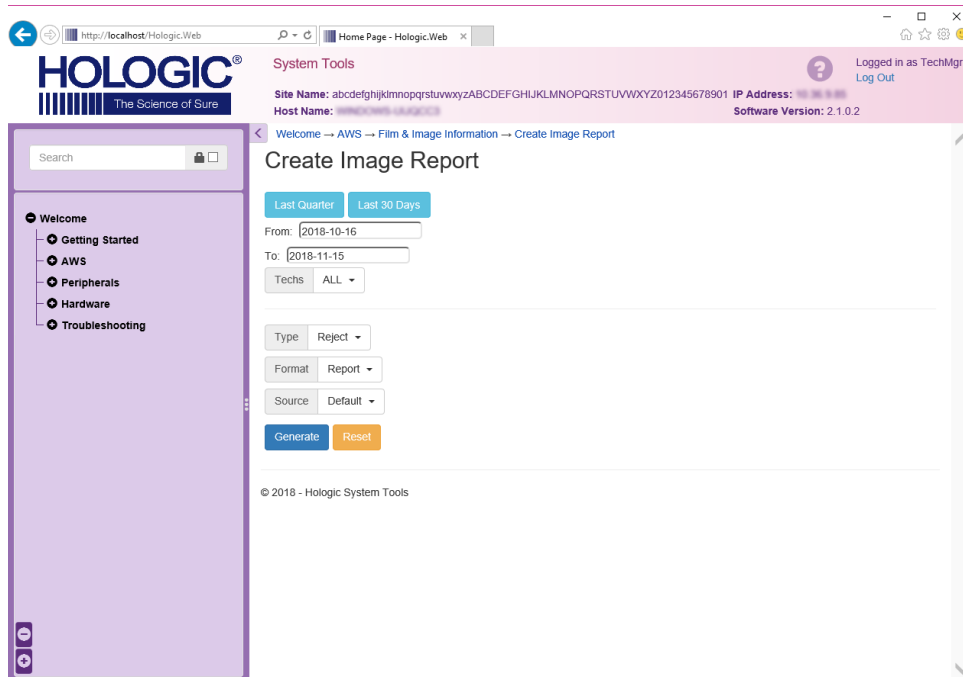 http://localhost/Hologic.Web
Home Page - Hologic.Web
HOLOGIC®
The Science of Sure
System Tools
Logged in as TechMgr
Log Out
Site Name: abcdefghijklmnopqrstuvwxyzABCDEFGHIJKLMNOPQRSTUVWXYZ012345678901 IP Address:
Host Name:
Software Version: 2.1.0.2
Welcome → AWS → Film & Image Information → Create Image Report
Search
Create Image Report
Last Quarter Last 30 Days
Welcome
Getting Started
AWS
Peripherals
Hardware
Troubleshooting
From: 2018-10-16
To: 2018-11-15
Techs ALL
Type Reject
Format Report
Source Default
Generate Reset
© 2018 - Hologic System Tools